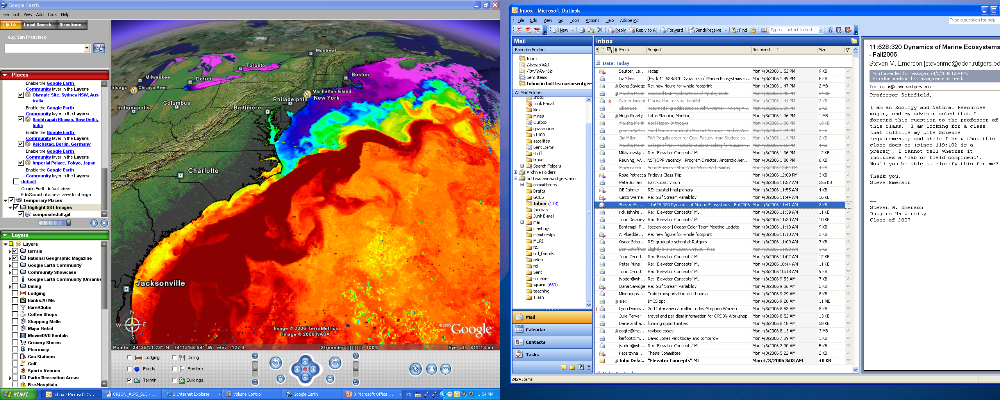 Google Earth
File Edit View Add Tools Help
Fly To Local Search Directions
e.g. San Francisco
Places
Enable the Google Earth
Community layer in the Layers
Olympic Site, Sydney NSW, Aus
tralia
Enable the Google Earth
Community layer in the Layers
Rashtrapati Bhavan, New Delhi,
India
Enable the Google Earth
Community layer in the Layers
Reichstag, Berlin, Germany
Enable the Google Earth
Community layer in the Layers
Imperial Palace, Tokyo, Japan
Enable the Google Earth
Community layer in the Layers
default
Google Earth default view.
Edit/Snapshot a new view to change
Temporary Places
BigBight SST Images
composite.hdf.gif
Layers
Layers
terrain
National Geographic Magazine
Google Earth Community
Community Showcase
Google Earth Community (Unranke
Dining
Lodging
Banks/ATMs
Bars/Clubs
Coffee Shops
Shopping Malls
Major Retail
Movie/DVD Rentals
Grocery Stores
Pharmacy
Gas Stations
Golf
Sports Venues
Parks/Recreation Areas
Fire/Hospitals
Montreal
Toronto
Milwaukee
Boston
Detroit
hicago
Chicago River
Manhattan Island
New York
Philadelphia
Columbus
Baltimore
Indianapolis
Charlotte
Jacksonville
N
W E
S
Image © 2006 TerraMetrics
Image © 2006 NASA
© 2005 Google™
Pointer 34°35'21.23" N 74°13'58.54" W elev -127 ft Streaming |||||||||| 100% Eye alt 812.13 mi
Lodging Dining
Roads Borders
Terrain Buildings
N
start Inbox - Microsoft O... ORION_ALPS_SLC - ... 2 Internet Explorer Volume Control Google Earth 3 Microsoft Office ... EN 1:54 PM
Inbox - Microsoft Outlook
File Edit View Go Tools Actions Help Adobe PDF Type a question for help
New Reply Reply to All Forward Send/Receive Find Type a contact to find
Mail
Favorite Folders
Inbox
Unread Mail
For Follow Up
Sent Items
Inbox in bottle.marine.rutgers
All Mail Folders
Inbox
Junk E-mail
kids
mines
Outbox
quarantine
s1400
satellites
Sent Items
stuff
travel
Search Folders
Archive Folders
bottle.marine.rutgers.edu
committeees
Drafts
GOES
Inbox (118)
journals
Junk E-mail
mail
meetings
membersips
MURI
NSF
old_friends
orion
rci
Sent
societies
spam (683)
teaching
Trash
Mail
Calendar
Contacts
Tasks
2424 Items
Inbox
From Subject Received Size
Date: Today
Sautter, Le... recap Mon 4/3/2006 1:52 PM 9 KB
Liz Sikes [Fwd: 11:628:320 Dynamics of Marine Ecosystems - ... Mon 4/3/2006 1:49 PM 5 KB
Dana Savidge Re: new figure for whole footprint Mon 4/3/2006 1:47 PM 2 MB
Marsha Morin Updated E&E Applicants as of April 3, 2006 Mon 4/3/2006 1:45 PM 64 KB
Rainer.imoehl I`m waiting for you! booklet Mon 4/3/2006 1:41 PM 2 KB
Lillian Lee Returned Pkg addressed to John Warner - Wrong A... Mon 4/3/2006 1:39 PM 2 KB
Hugh Roarty Latte Planning Meeting Mon 4/3/2006 1:36 PM 1 MB
Marsha Morin April Happy Birthdays Mon 4/3/2006 1:30 PM 19 KB
gradsec@A... Food Science Graduate Student Seminar - Friday, A... Mon 4/3/2006 1:24 PM 3 KB
Jim Miller FW: Regalia order for Cook Faculty from Student co... Mon 4/3/2006 1:14 PM 2 KB
Marsha Morin College of New Rochelle Student looking for Summer... Mon 4/3/2006 1:13 PM 4 KB
Mikhalevsky... Re: "Elevator Concepts" ML Mon 4/3/2006 1:06 PM 12 KB
Reuning, W... NSF/OPP vacancy: Program Director, Antarctic Aer... Mon 4/3/2006 1:00 PM 6 KB
Flower.com Send Flowers - Start Your Week With Smiles Mon 4/3/2006 12:54 PM 4 KB
Rose Petrecca Friday's Class Trip Mon 4/3/2006 12:09 PM 3 KB
Pete Jumars East Coast vision Mon 4/3/2006 11:57 AM 355 KB
DB Jahnke RE: coastal final plenary Mon 4/3/2006 11:55 AM 4 KB
Cisco Werner Re: Gulf Stream variability Mon 4/3/2006 11:44 AM 36 KB
Steven M. ... 11:628:320 Dynamics of Marine Ecosystems - Fall2006 Mon 4/3/2006 11:41 AM 2 KB
rick.jahnke... Re: "Elevator Concepts" ML Mon 4/3/2006 11:39 AM 11 KB
John Delaney Re: "Elevator Concepts" ML Mon 4/3/2006 11:30 AM 10 KB
Bontempi, P... [ocean-color] Ocean Color Team Meeting Update Mon 4/3/2006 11:13 AM 9 KB
Al Pluedde... Re: new figure for whole footprint Mon 4/3/2006 11:10 AM 3 KB
Oscar Scho... RE: graduate school at Rutgers Mon 4/3/2006 11:09 AM 7 KB
Don Schaffner Slightly broken Epson CX4600 - free Mon 4/3/2006 11:03 AM 3 KB
John Orcutt Re: "Elevator Concepts" ML Mon 4/3/2006 11:02 AM 12 KB
Peter Milne Re: "Elevator Concepts" ML Mon 4/3/2006 10:44 AM 11 KB
John Orcutt Re: "Elevator Concepts" ML Mon 4/3/2006 10:18 AM 9 KB
jyoder@wh... Re: "Elevator Concepts" ML Mon 4/3/2006 9:53 AM 7 KB
Dana Savidge Re: Gulf Stream variability Mon 4/3/2006 9:36 AM 2 KB
Mindaugas ... Train transportation in Lithuania Mon 4/3/2006 9:29 AM 8 KB
alex IMCS ppt Mon 4/3/2006 9:28 AM 11 MB
Lynn Deme... 2nd Interview cancelled today-Stephen Warren Mon 4/3/2006 8:53 AM 8 KB
Julie Farver travel and per diem information for ORION Workshop Mon 4/3/2006 8:52 AM 13 KB
Daniela Sha... funding opportunities Mon 4/3/2006 8:18 AM 28 KB
gogte@imc... revised essay Mon 4/3/2006 8:13 AM 3 MB
kerfoot@m... David Jones visit today and tomorrow Mon 4/3/2006 7:39 AM 1 KB
jyoder@wh... Re: "Elevator Concepts" ML Mon 4/3/2006 7:30 AM 5 KB
Katarzyna ... Thesis Committee Mon 4/3/2006 5:22 AM 2 KB
John Dela... "Elevator Concepts" ML Mon 4/3/2006 3:03 AM 40 KB
Date: Yesterday
11:628:320 Dynamics of Marine Ecosystems
- Fall2006
Steven M. Emerson [stevenme@eden.rutgers.ed
You forwarded this message on 4/3/2006 1:54 PM.
Extra line breaks in this message were removed.
To: oscar@marine.rutgers.edu
Professor Schofield,
I am an Ecology and Natural Resources
major, and my advisor asked that I
forward this question to the professor of
this class. I am looking for a class
that fulfills my Life Science
requirements; and while I know that this
class does so (since 119:102 is a
prereq), I cannot tell whether it
includes a 'lab or field component'.
Would you be able to clarify this for me?
Thank you,
Steve Emerson
--
Steven M. Emerson
Rutgers University
Class of 2007